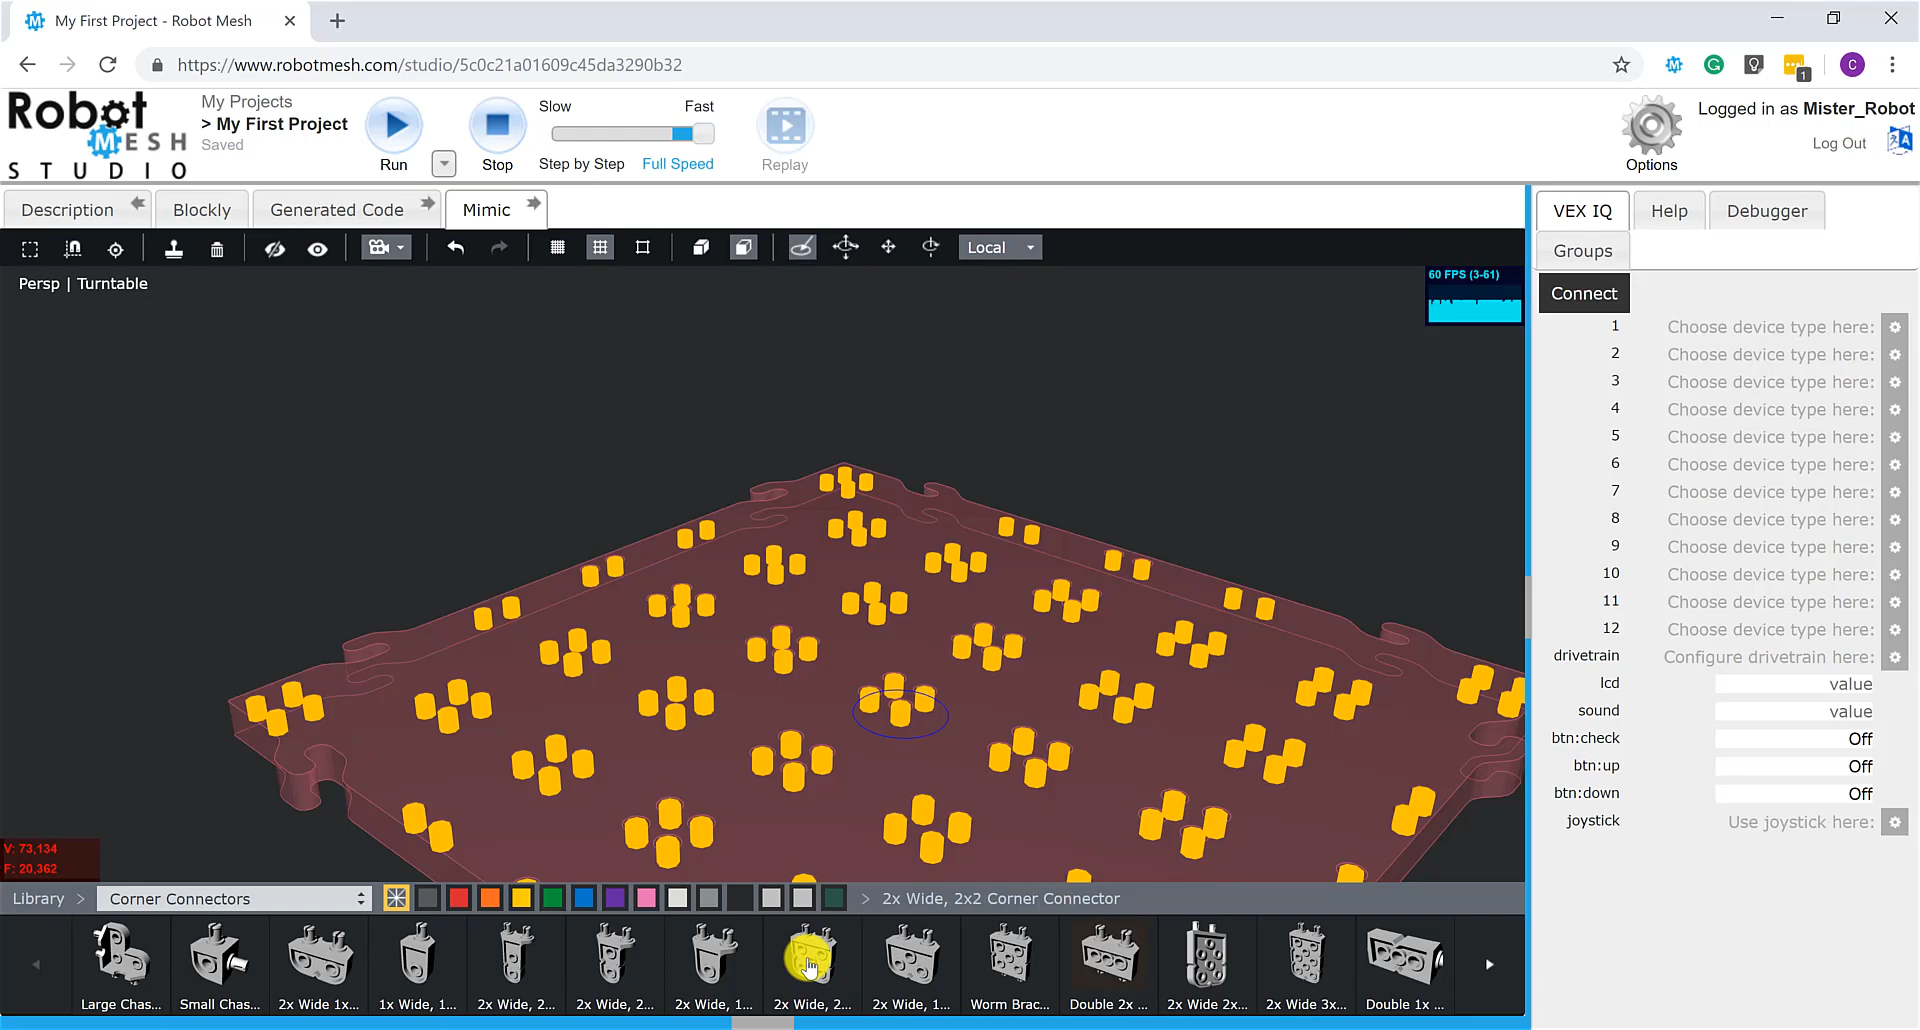 My First Project - Robot Mesh
https://www.robotmesh.com/studio/5c0c21a01609c45da3290b32
1
C
Robot
MESH
STUDIO
My Projects
> My First Project
Saved
Run
Stop
Slow Fast
Step by Step Full Speed
Replay
Options
Logged in as Mister_Robot
Log Out
Description Blockly Generated Code Mimic
Local
Persp | Turntable
60 FPS (3-61)
V: 73,134
F: 20,362
VEX IQ Help Debugger
Groups
Connect
1 Choose device type here:
2 Choose device type here:
3 Choose device type here:
4 Choose device type here:
5 Choose device type here:
6 Choose device type here:
7 Choose device type here:
8 Choose device type here:
9 Choose device type here:
10 Choose device type here:
11 Choose device type here:
12 Choose device type here:
drivetrain Configure drivetrain here:
lcd value
sound value
btn:check Off
btn:up Off
btn:down Off
joystick Use joystick here:
Library > Corner Connectors > 2x Wide, 2x2 Corner Connector
Large Chas... Small Chas... 2x Wide 1x... 1x Wide, 1... 2x Wide, 2... 2x Wide, 2... 2x Wide, 1... 2x Wide, 2... 2x Wide, 1... Worm Brac... Double 2x ... 2x Wide 2x... 2x Wide 3x... Double 1x ...